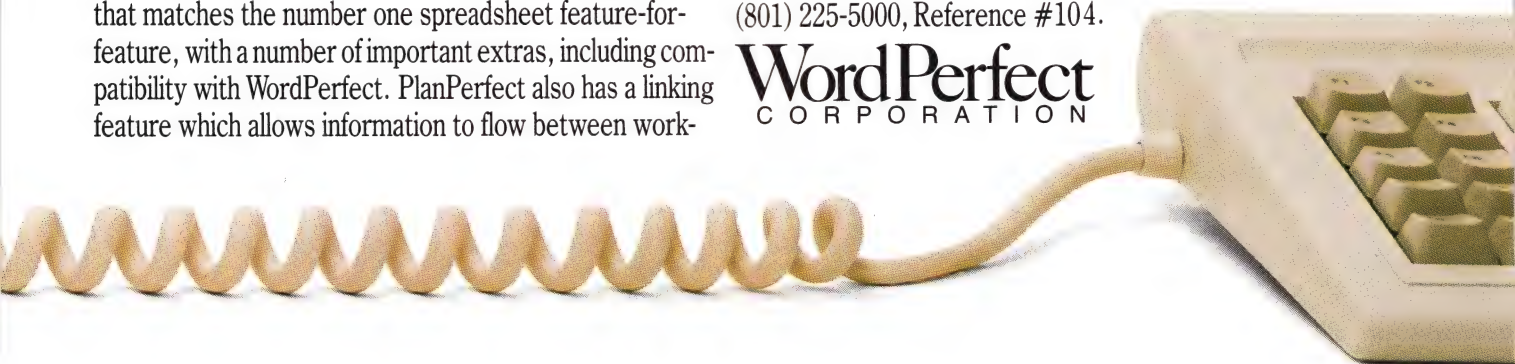 that matches the number one spreadsheet feature-for-
feature, with a number of important extras, including com-
patibility with WordPerfect. PlanPerfect also has a linking
feature which allows information to flow between work-
(801) 225-5000, Reference #104.
WordPerfect
CORPORATION